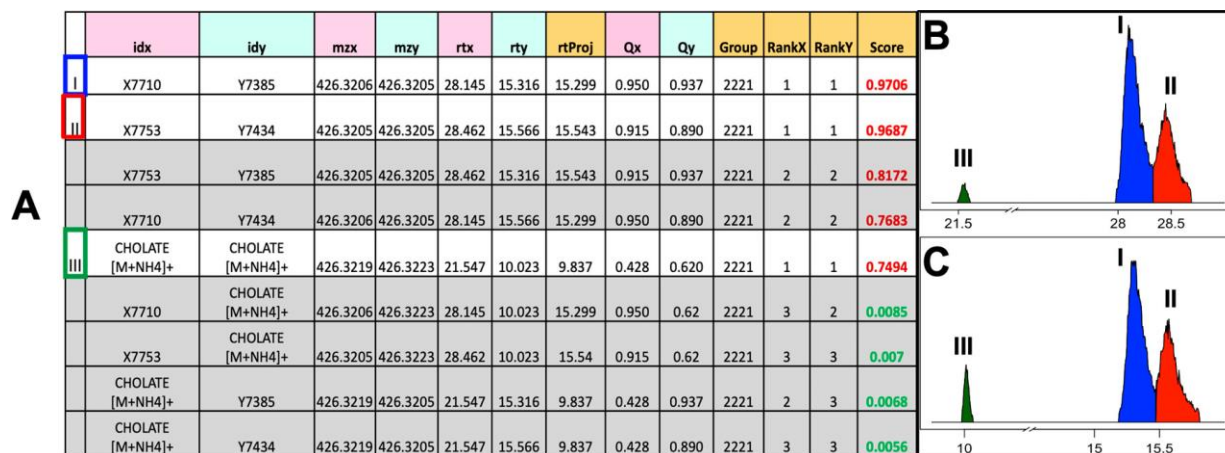 idx idy mzx mzy rtx rty rtProj Qx Qy Group RankX RankY Score
I X7710 Y7385 426.3206 426.3205 28.145 15.316 15.299 0.950 0.937 2221 1 1 0.9706
II X7753 Y7434 426.3205 426.3205 28.462 15.566 15.543 0.915 0.890 2221 1 1 0.9687
X7753 Y7385 426.3205 426.3205 28.462 15.316 15.543 0.915 0.937 2221 2 2 0.8172
A
X7710 Y7434 426.3206 426.3205 28.145 15.566 15.299 0.950 0.890 2221 2 2 0.7683
CHOLATE CHOLATE
III [M+NH4]+ [M+NH4]+ 426.3219 426.3223 21.547 10.023 9.837 0.428 0.620 2221 1 1 0.7494
CHOLATE
X7710 [M+NH4]+ 426.3206 426.3223 28.145 10.023 15.299 0.950 0.62 2221 3 2 0.0085
CHOLATE
X7753 [M+NH4]+ 426.3205 426.3223 28.462 10.023 15.54 0.915 0.62 2221 3 3 0.007
CHOLATE
[M+NH4]+ Y7385 426.3219 426.3205 21.547 15.316 9.837 0.428 0.937 2221 2 3 0.0068
CHOLATE
[M+NH4]+ Y7434 426.3219 426.3205 21.547 15.566 9.837 0.428 0.890 2221 3 3 0.0056
B
I
II
III
21.5 28 28.5
C
I
II
III
10 15 15.5